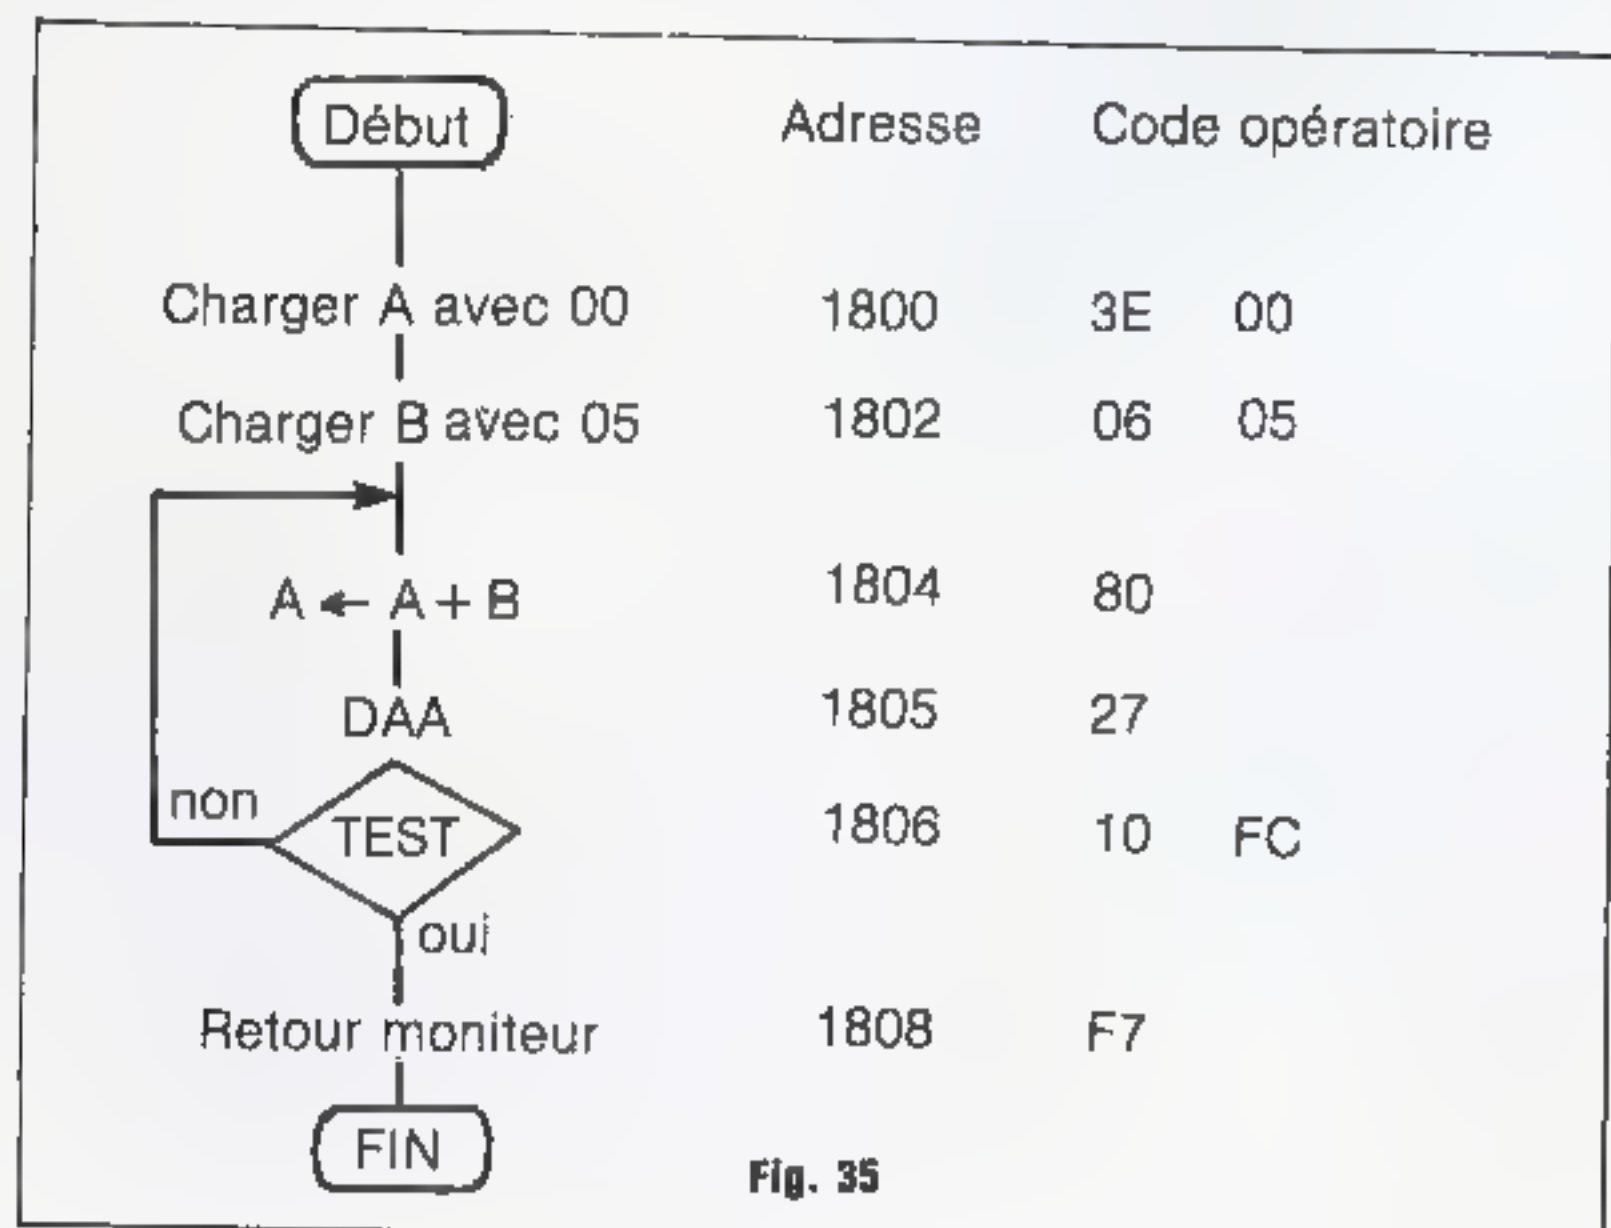 Début Adresse Code opératoire
Charger A avec 00 1800 3E 00
Charger B avec 05 1802 06 05
A ← A + B 1804 80
DAA 1805 27
non TEST 1806 10 FC
oui
Retour moniteur 1808 F7
FIN
Fig. 35